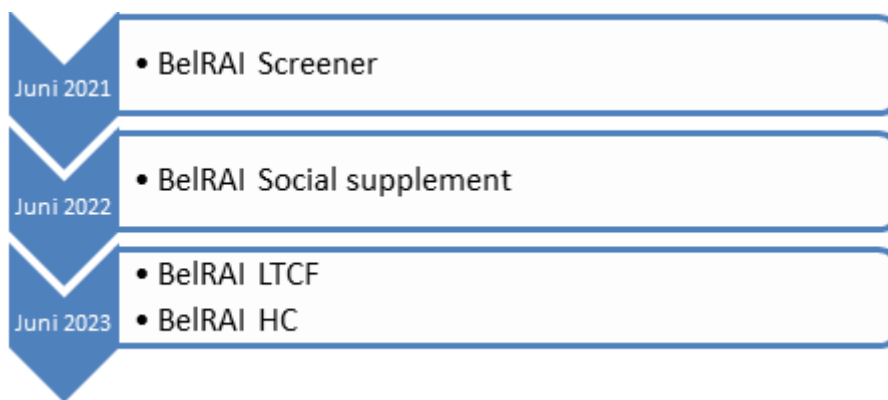 Juni 2021
• BelRAI Screener
Juni 2022
• BelRAI Social supplement
Juni 2023
• BelRAI LTCF
• BelRAI HC